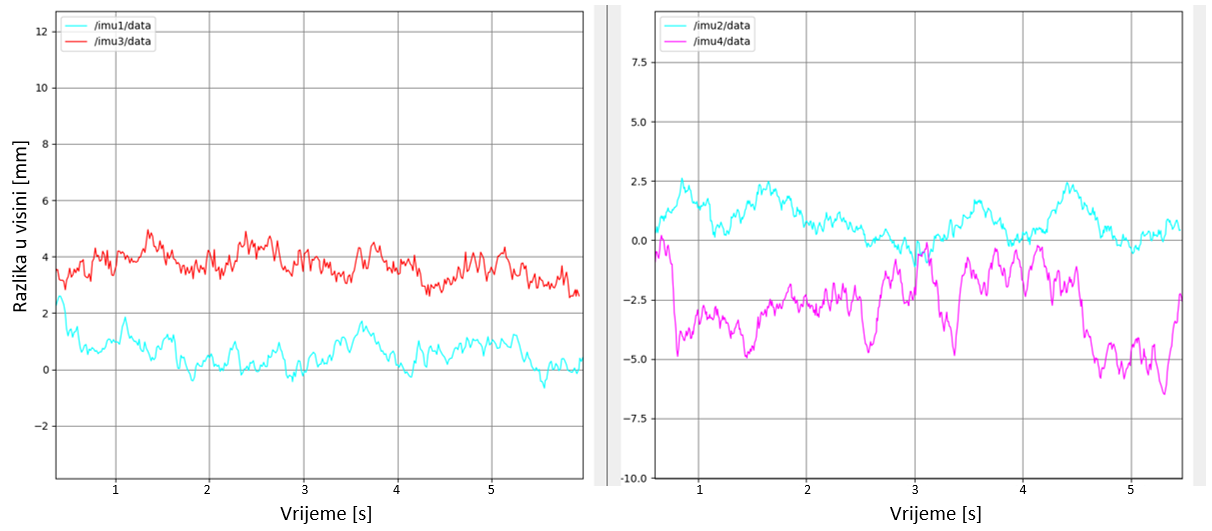 /imu1/data
/imu3/data
12
10
8
6
4
2
0
−2
1 2 3 4 5
Razlika u visini [mm]
Vrijeme [s]
/imu2/data
/imu4/data
7.5
5.0
2.5
0.0
−2.5
−5.0
−7.5
-10.0
1 2 3 4 5
Vrijeme [s]